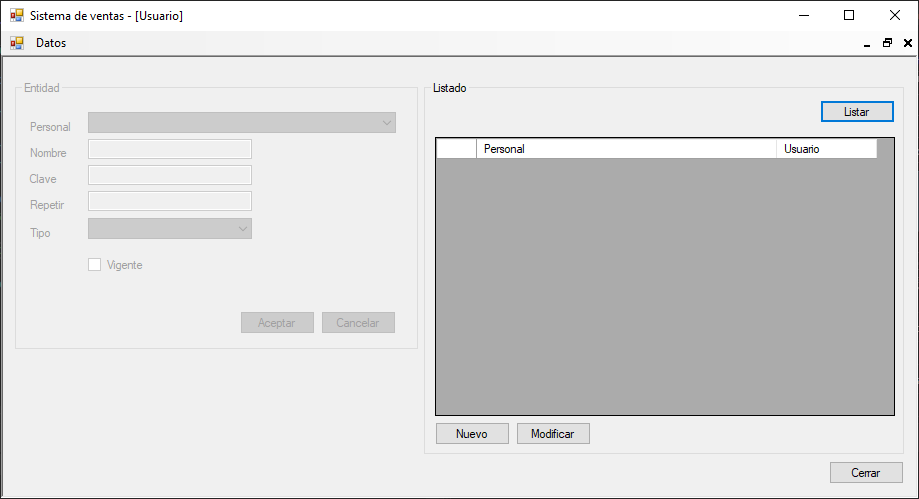 Sistema de ventas - [Usuario]
Datos
Entidad
Personal
Nombre
Clave
Repetir
Tipo
Vigente
Aceptar Cancelar
Listado
Listar
Personal Usuario
Nuevo Modificar
Cerrar